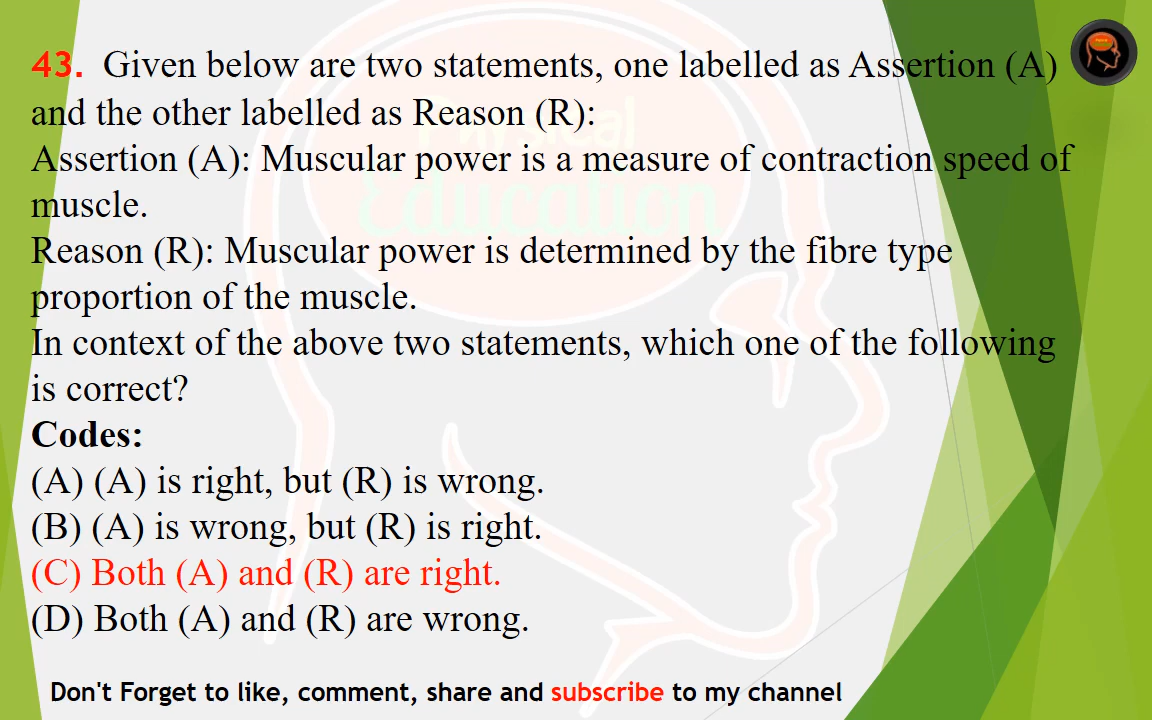 43. Given below are two statements, one labelled as Assertion (A)
and the other labelled as Reason (R):
Assertion (A): Muscular power is a measure of contraction speed of
muscle.
Reason (R): Muscular power is determined by the fibre type
proportion of the muscle.
In context of the above two statements, which one of the following
is correct?
Codes:
(A) (A) is right, but (R) is wrong.
(B) (A) is wrong, but (R) is right.
(C) Both (A) and (R) are right.
(D) Both (A) and (R) are wrong.
Don't Forget to like, comment, share and subscribe to my channel
Physical
Education